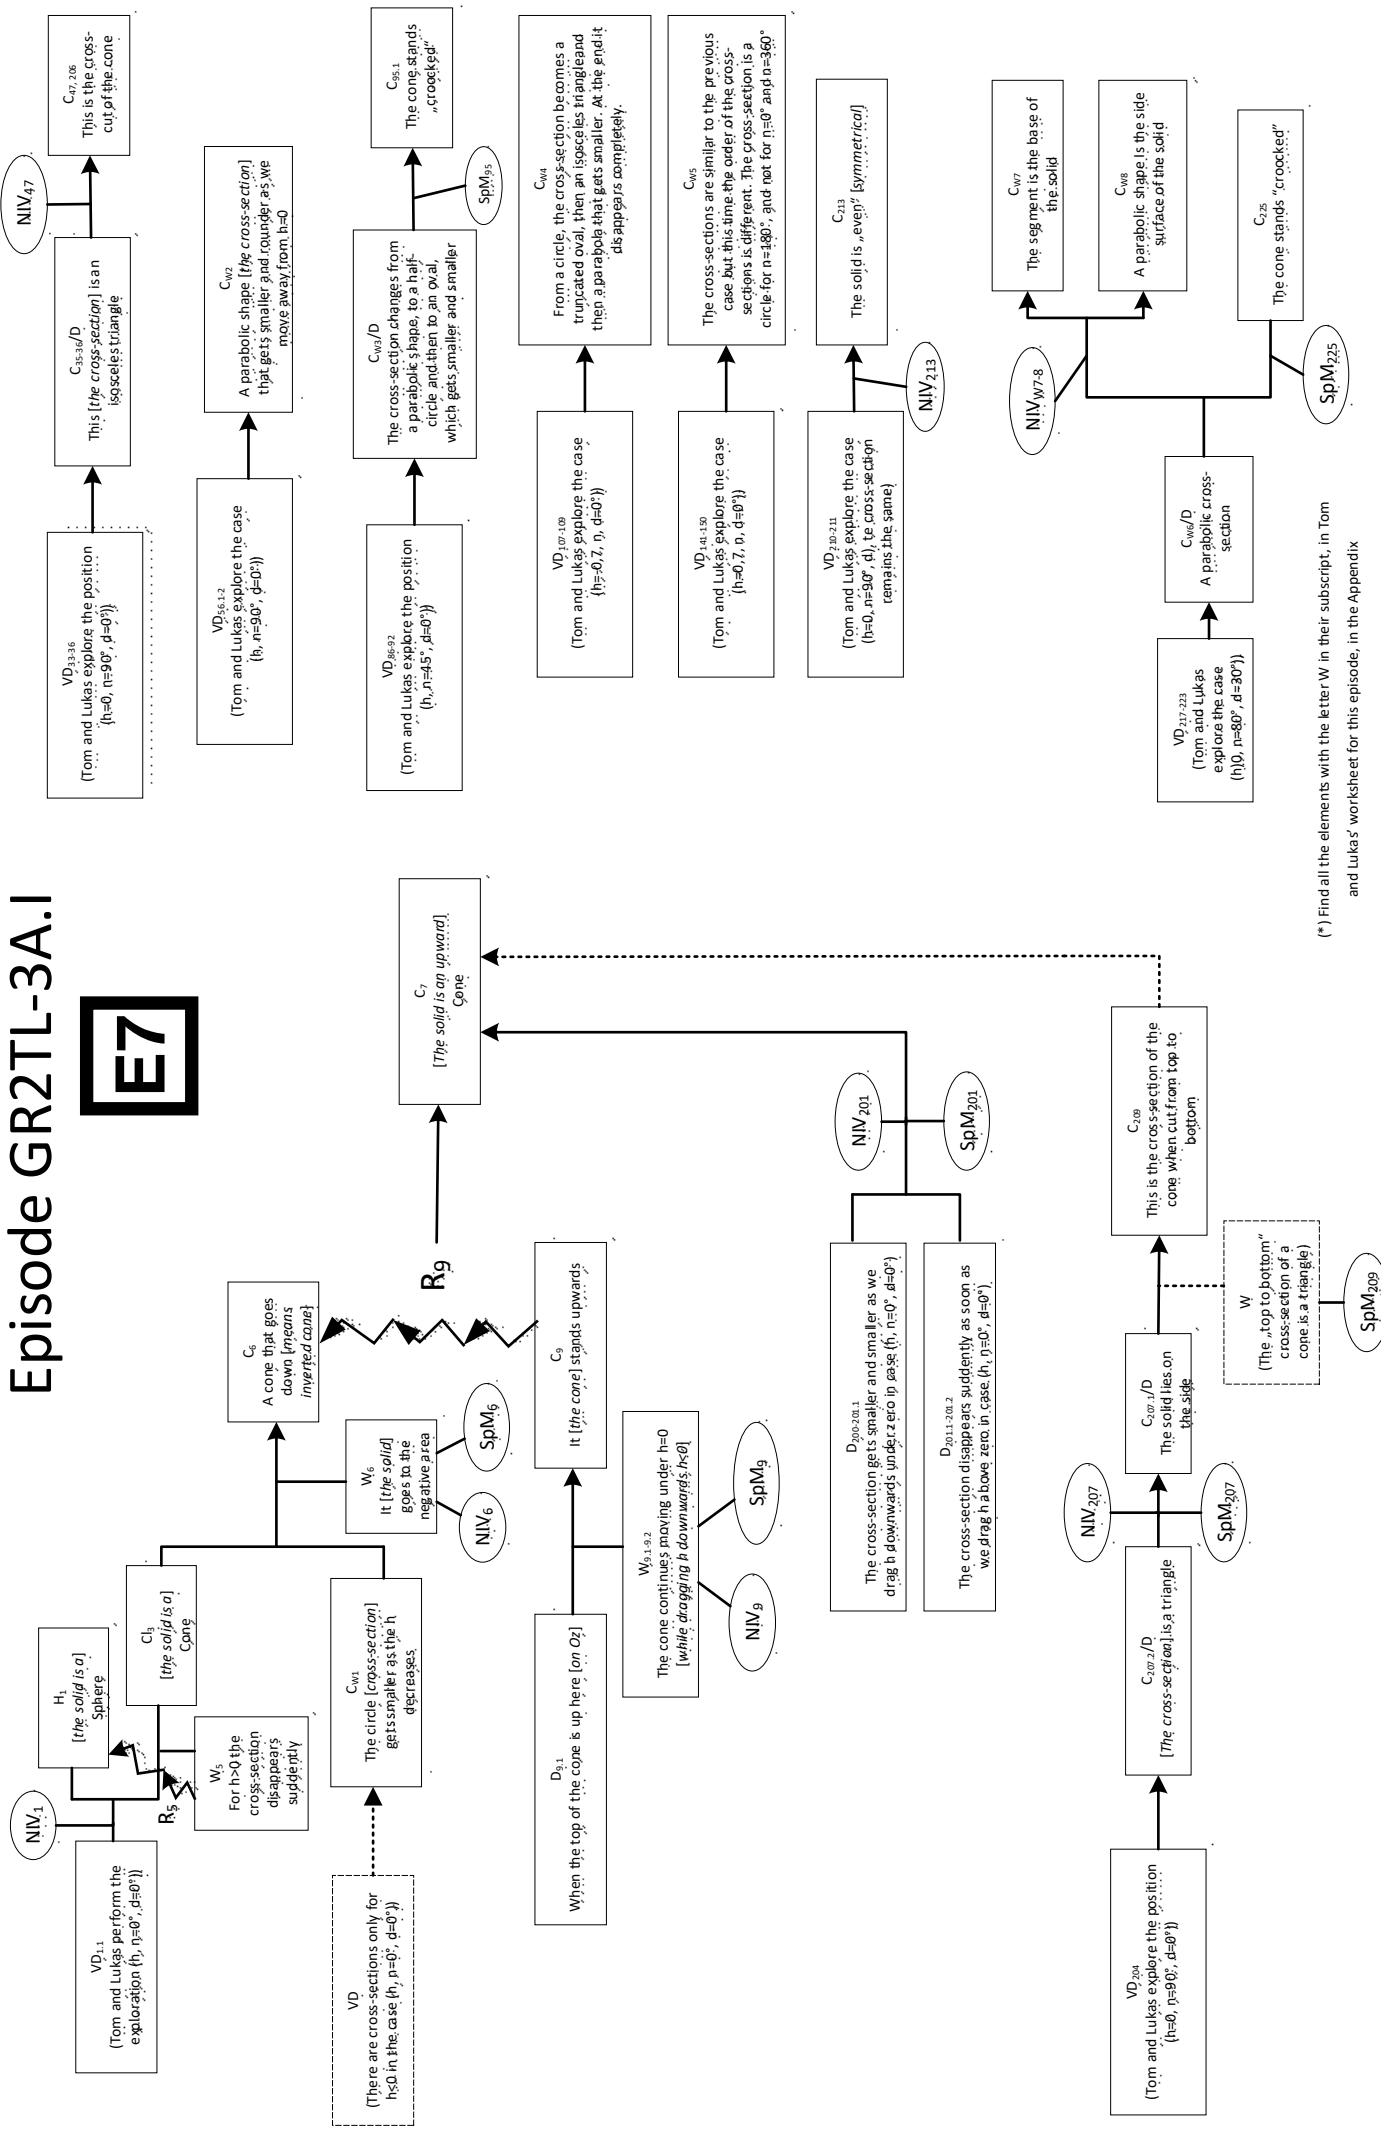 Episode GR2TL-3A.I
E7
VD1.1
(Tom and Lukas perform the
exploration (h, n=0°, d=0°))
NIV1
H1
[the solid is a]
Sphere
R5
W5
For h>0 the
cross-section
disappears
suddenly
CI3
[the solid is a]
Cone
VD
(There are cross-sections only for
h<0 in the case (h, n=0°, d=0°))
CW1
The circle [cross-section]
gets smaller as the h
decreases
W6
It [the solid]
goes to the
negative area
NIV6
SpM6
C6
A cone that goes
down [means
inverted cone}
D9.1
When the top of the cone is up here [on Oz]
W9.1-9.2
The cone continues moving under h=0
[while dragging h downwards h<0]
NIV9
SpM9
C9
It [the cone] stands upwards
R9
C7
[The solid is an upward]
Cone
D200-201.1
The cross-section gets smaller and smaller as we
drag h downwards under zero in case (h, n=0°, d=0°)
D201.1-201.2
The cross-section disappears suddenly as soon as
we drag h above zero in case (h, n=0°, d=0°)
NIV201
SpM201
VD204
(Tom and Lukas explore the position
(h=0, n=90°, d=0°))
C207.2/D
[The cross-section] is a triangle
NIV207
SpM207
C207.1/D
The solid lies on
the side
W
(The „top to bottom“
cross-section of a
cone is a triangle)
SpM209
C209
This is the cross-section of the
cone when cut from top to
bottom
VD33-36
(Tom and Lukas explore the position
(h=0, n=90°, d=0°))
C35-36/D
This [the cross-section] is an
isosceles triangle
NIV47
C47, 206
This is the cross-
cut of the cone
VD56.1-2
(Tom and Lukas explore the case
(h, n=90°, d=0°))
CW2
A parabolic shape [the cross-section]
that gets smaller and rounder as we
move away from h=0
VD86-92
(Tom and Lukas explore the position
(h, n=45°, d=0°))
CW3/D
The cross-section changes from
a parabolic shape, to a half-
circle and then to an oval,
which gets smaller and smaller
SpM95
C95.1
The cone stands
„croocked“
VD107-109
(Tom and Lukas explore the case
(h=-0,7, n, d=0°))
CW4
From a circle, the cross-section becomes a
truncated oval, then an isosceles triangle and
then a parabola that gets smaller. At the end it
disappears completely.
VD141-150
(Tom and Lukas explore the case
(h=0,7, n, d=0°))
CW5
The cross-sections are similar to the previous
case but this time the order of the cross-
sections is different. The cross-section is a
circle for n=180°, and not for n=0° and n=360°
VD210-211
(Tom and Lukas explore the case
(h=0, n=90°, d), te cross-section
remains the same)
NIV213
C213
The solid is „even“ [symmetrical]
VD217-223
(Tom and Lukas
explore the case
(h)0, n=80°, d=30°))
CW6/D
A parabolic cross-
section
NIVW7-8
CW7
The segment is the base of
the solid
CW8
A parabolic shape Is the side
surface of the solid
SpM225
C225
The cone stands “croocked”
(*) Find all the elements with the letter W in their subscript, in Tom
and Lukas’ worksheet for this episode, in the Appendix